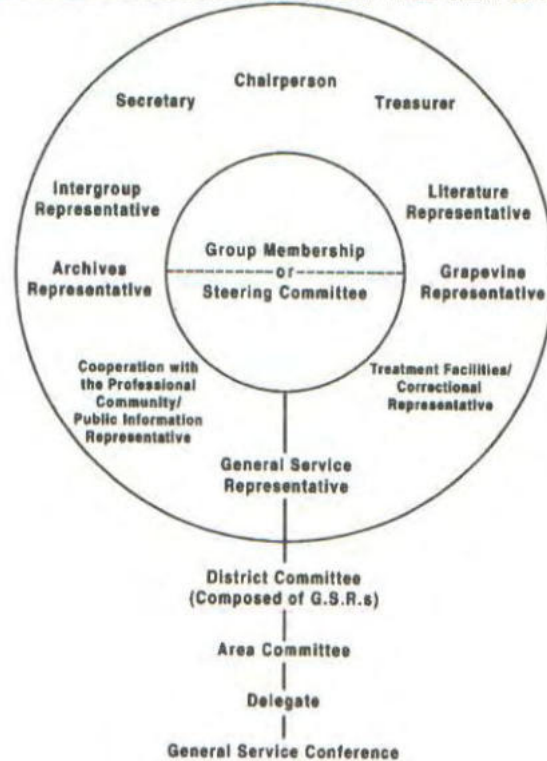 Chairperson
Secretary
Treasurer
Intergroup
Representative
Literature
Representative
Group Membership
or
Steering Committee
Archives
Representative
Grapevine
Representative
Cooperation with
the Professional
Community/
Public Information
Representative
Treatment Facilities/
Correctional
Representative
General Service
Representative
District Committee
(Composed of G.S.R.s)
Area Committee
Delegate
General Service Conference